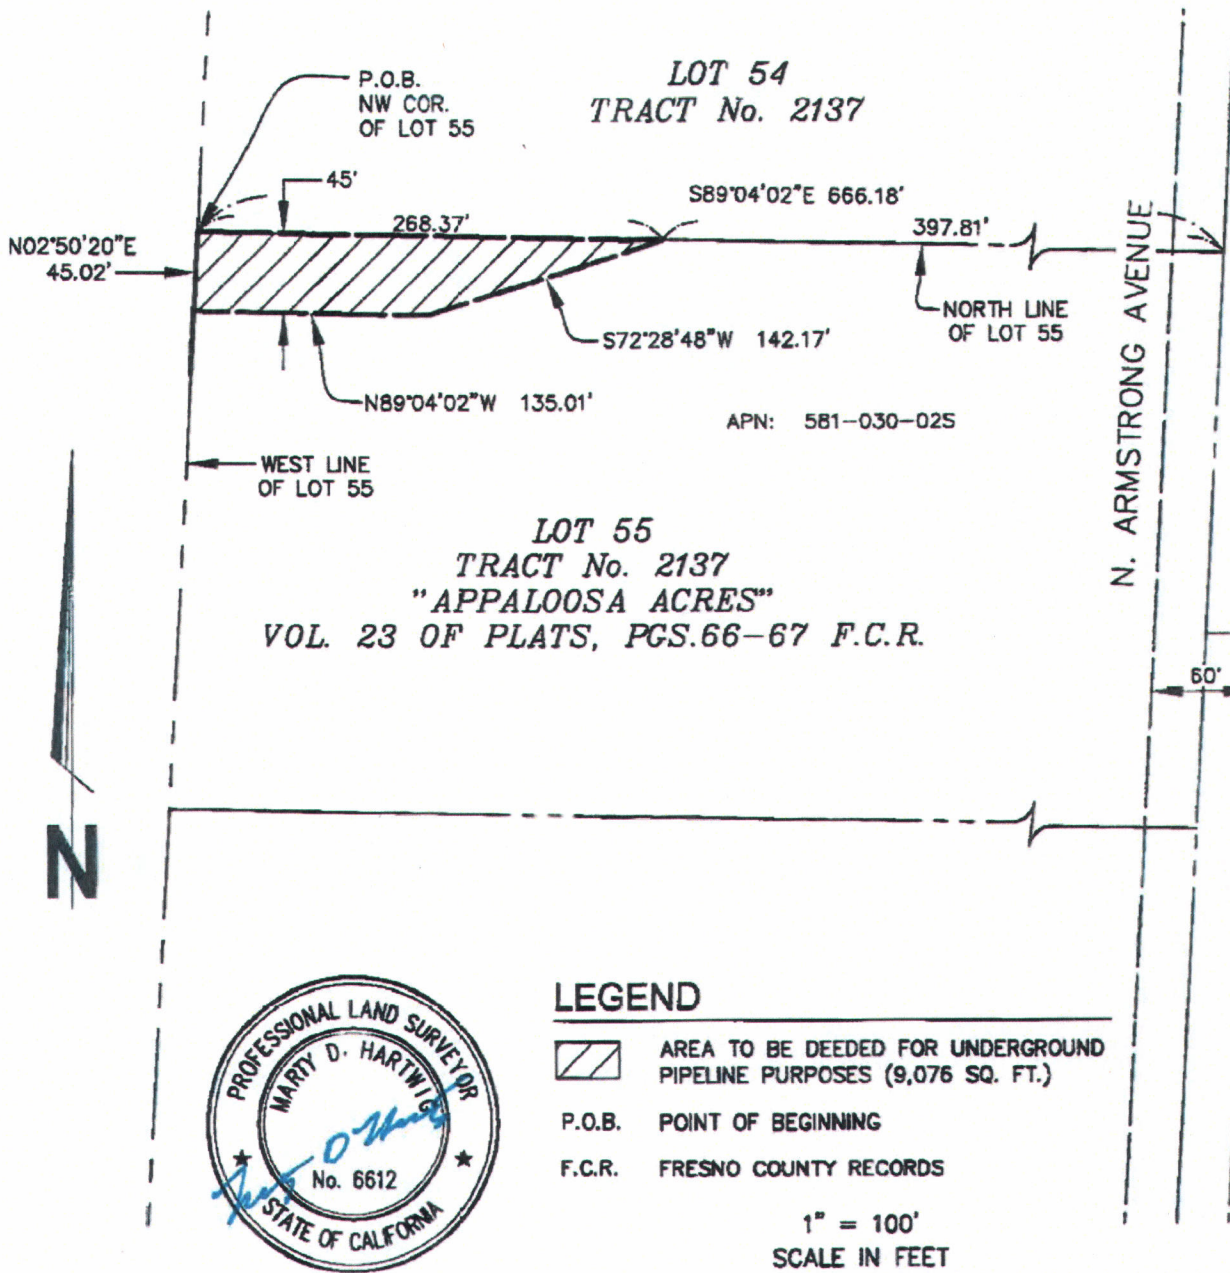 LOT 54
TRACT No. 2137
P.O.B.
NW COR.
OF LOT 55
45'
S89°04'02"E 666.18'
268.37'
397.81'
N02°50'20"E
45.02'
NORTH LINE
OF LOT 55
S72°28'48"W 142.17'
N89°04'02"W 135.01'
APN: 581-030-02S
N. ARMSTRONG AVENUE
WEST LINE
OF LOT 55
LOT 55
TRACT No. 2137
"APPALOOSA ACRES"
VOL. 23 OF PLATS, PGS.66-67 F.C.R.
60'
N
PROFESSIONAL LAND SURVEYOR
MARTY D. HARTWIG
No. 6612
STATE OF CALIFORNIA
LEGEND
AREA TO BE DEEDED FOR UNDERGROUND
PIPELINE PURPOSES (9,076 SQ. FT.)
P.O.B. POINT OF BEGINNING
F.C.R. FRESNO COUNTY RECORDS
1" = 100'
SCALE IN FEET